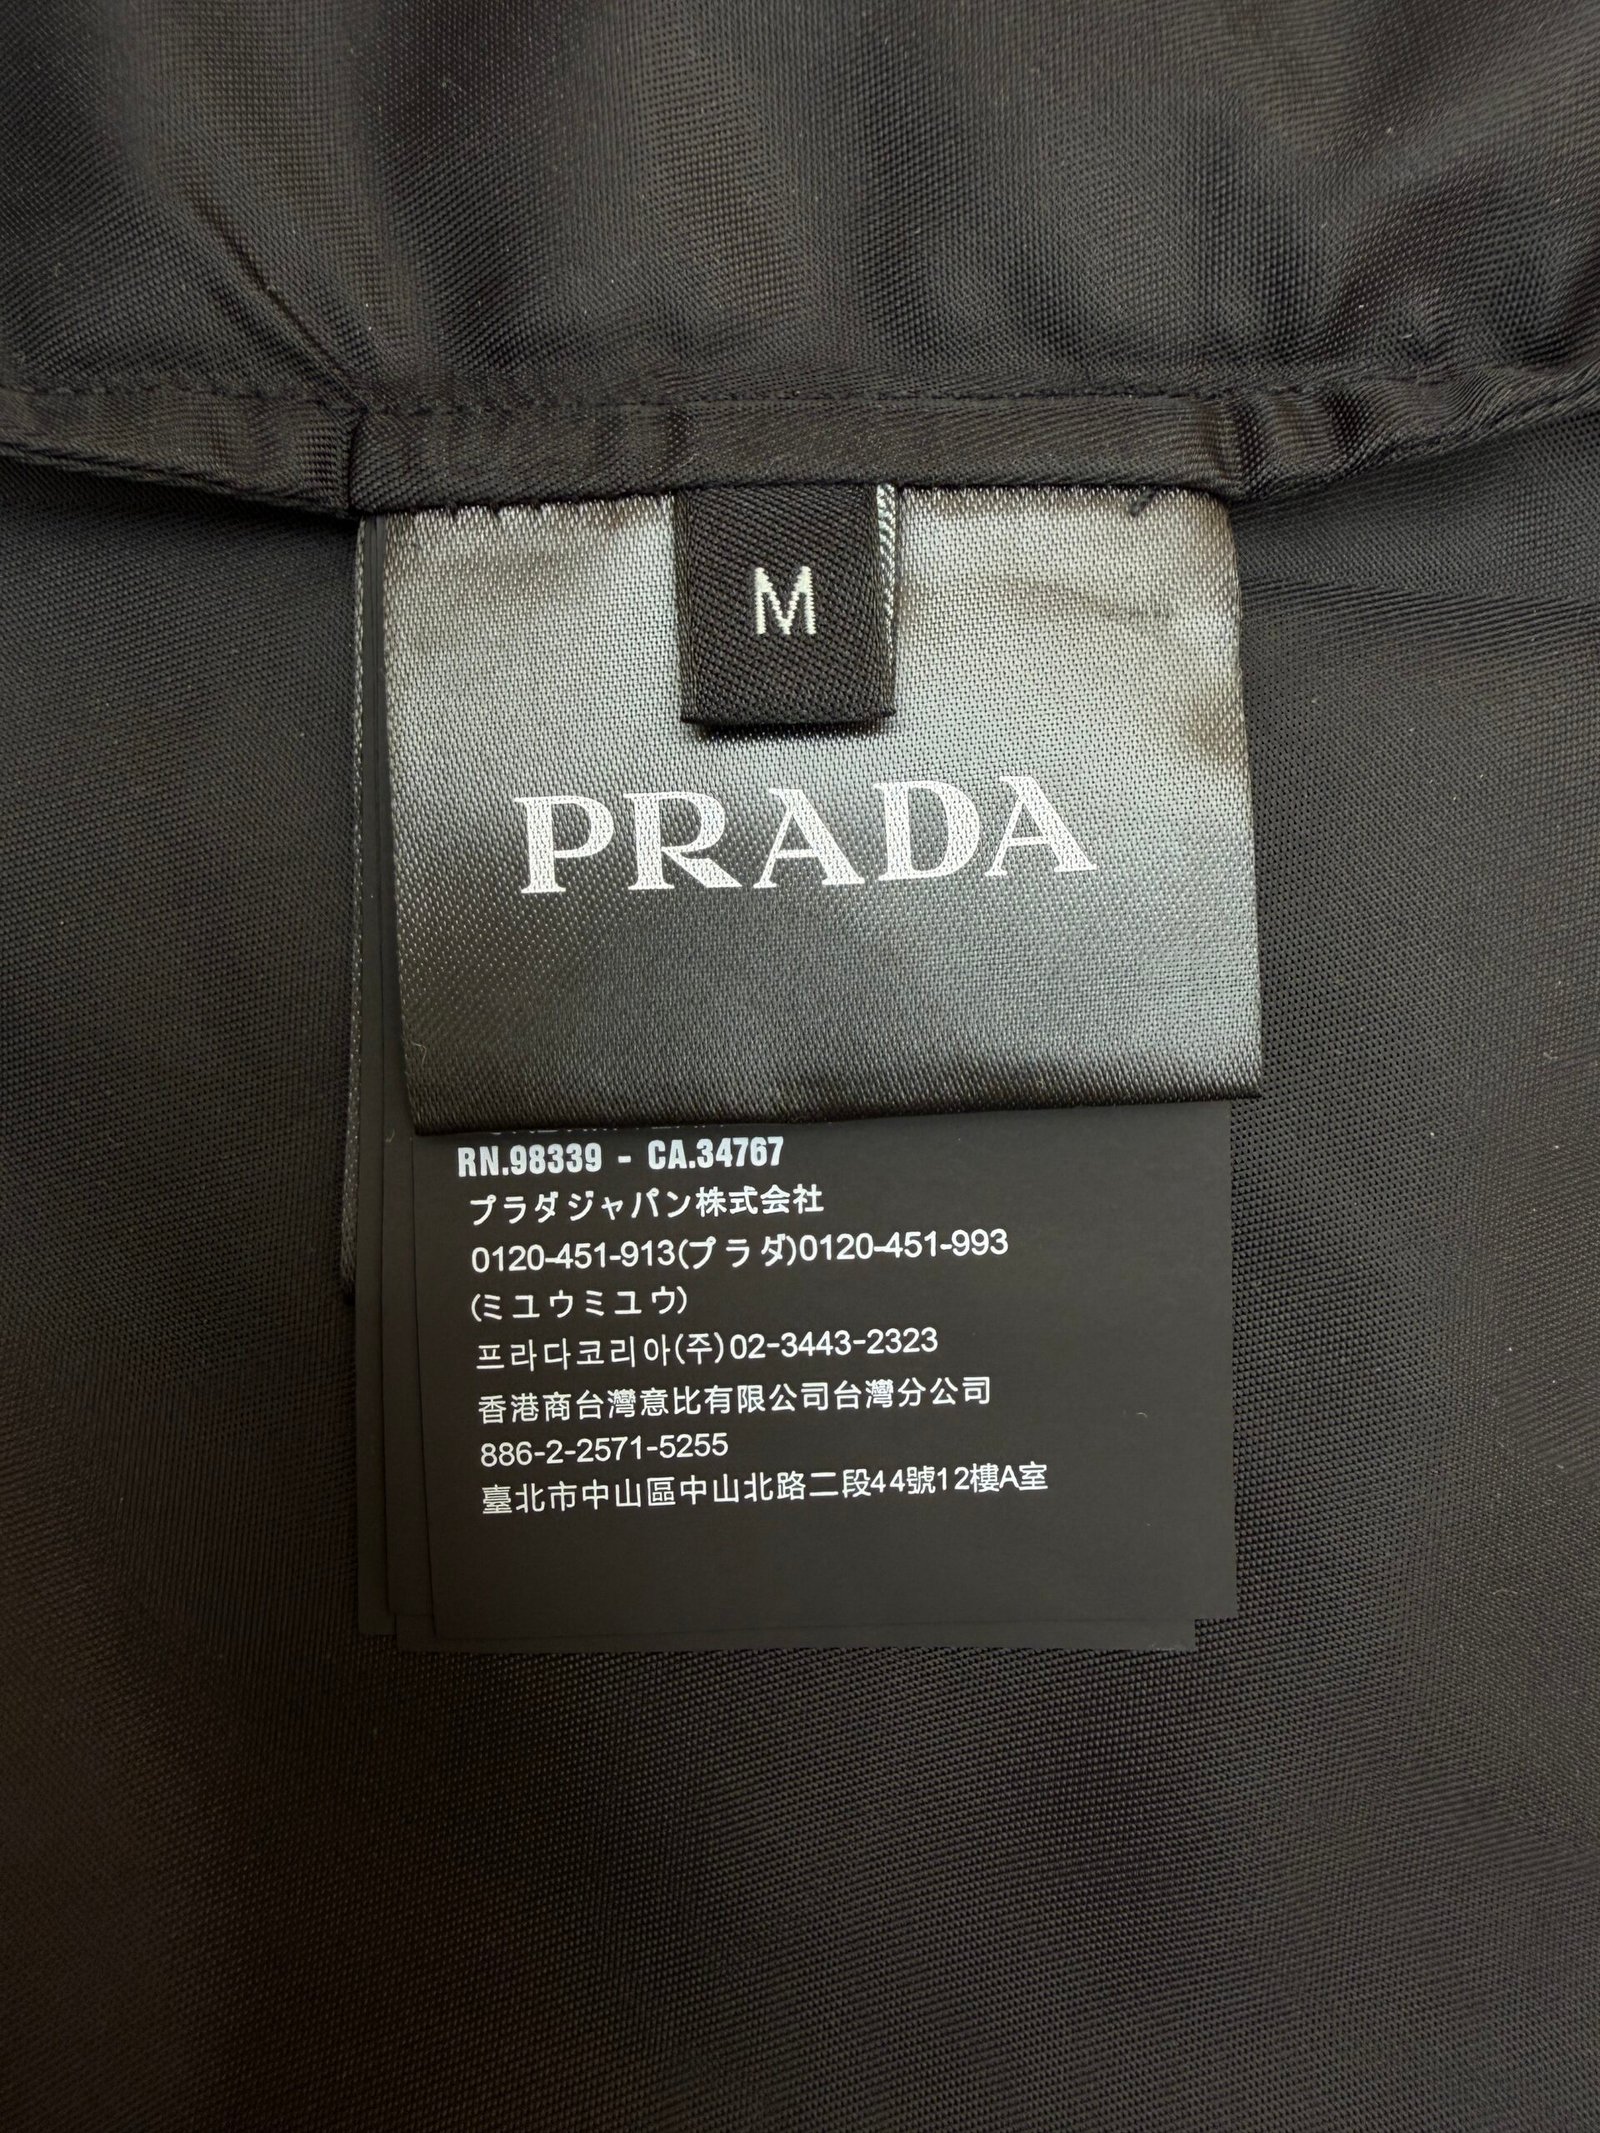 M
PRADA
RN.98339 - CA.34767
プラダジャパン株式会社
0120-451-913(プラダ)0120-451-993
(ミユウミユウ)
프라다코리아(주)02-3443-2323
香港商台灣意比有限公司台灣分公司
886-2-2571-5255
臺北市中山區中山北路二段44號12樓A室